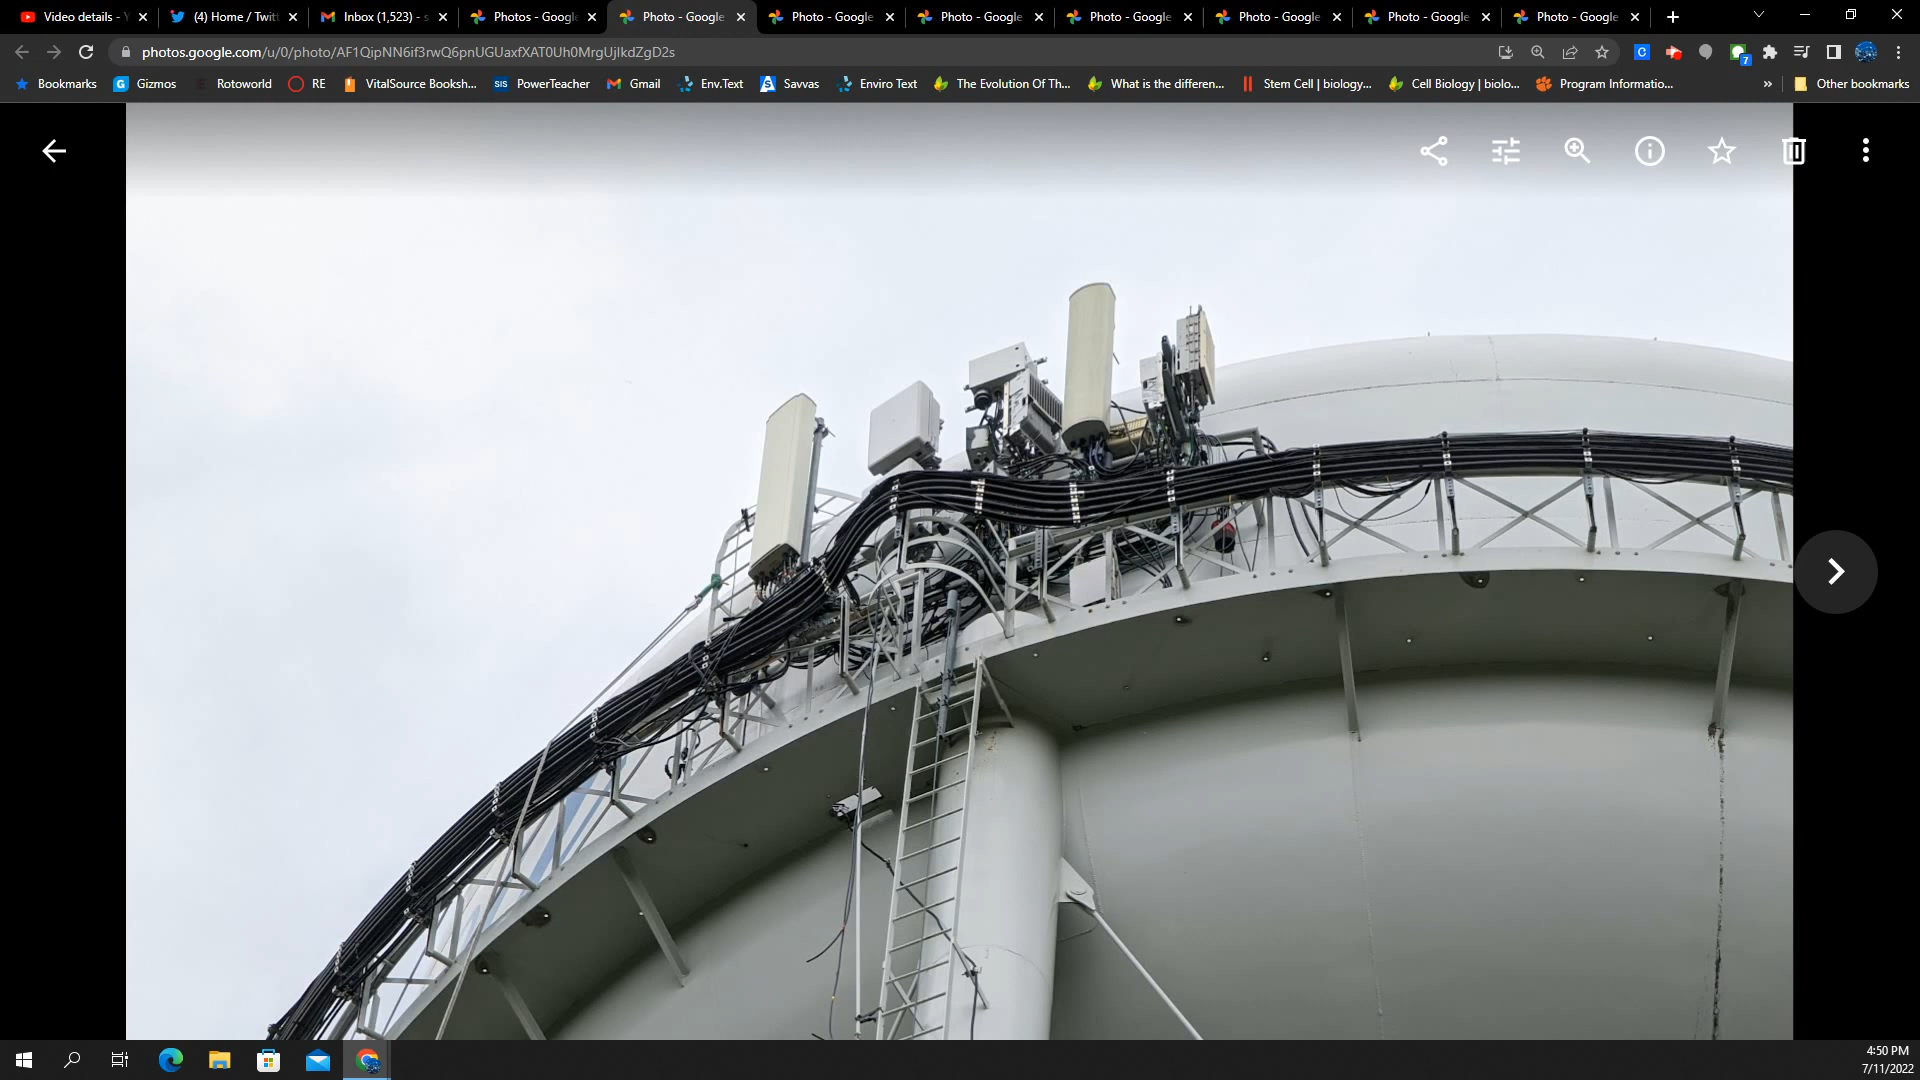 Video details - Y
(4) Home / Twitt
Inbox (1,523) - s
Photos - Google
Photo - Google
Photo - Google
Photo - Google
Photo - Google
Photo - Google
Photo - Google
Photo - Google
photos.google.com/u/0/photo/AF1QipNN6if3rwQ6pnUGUaxfXAT0Uh0MrgUjlkdZgD2s
C
7
Bookmarks
G Gizmos
Rotoworld
RE
VitalSource Booksh...
SIS PowerTeacher
Gmail
Env.Text
S Savvas
Enviro Text
The Evolution Of Th...
What is the differen...
Stem Cell | biology...
Cell Biology | biolo...
Program Informatio...
»
Other bookmarks
4:50 PM
7/11/2022